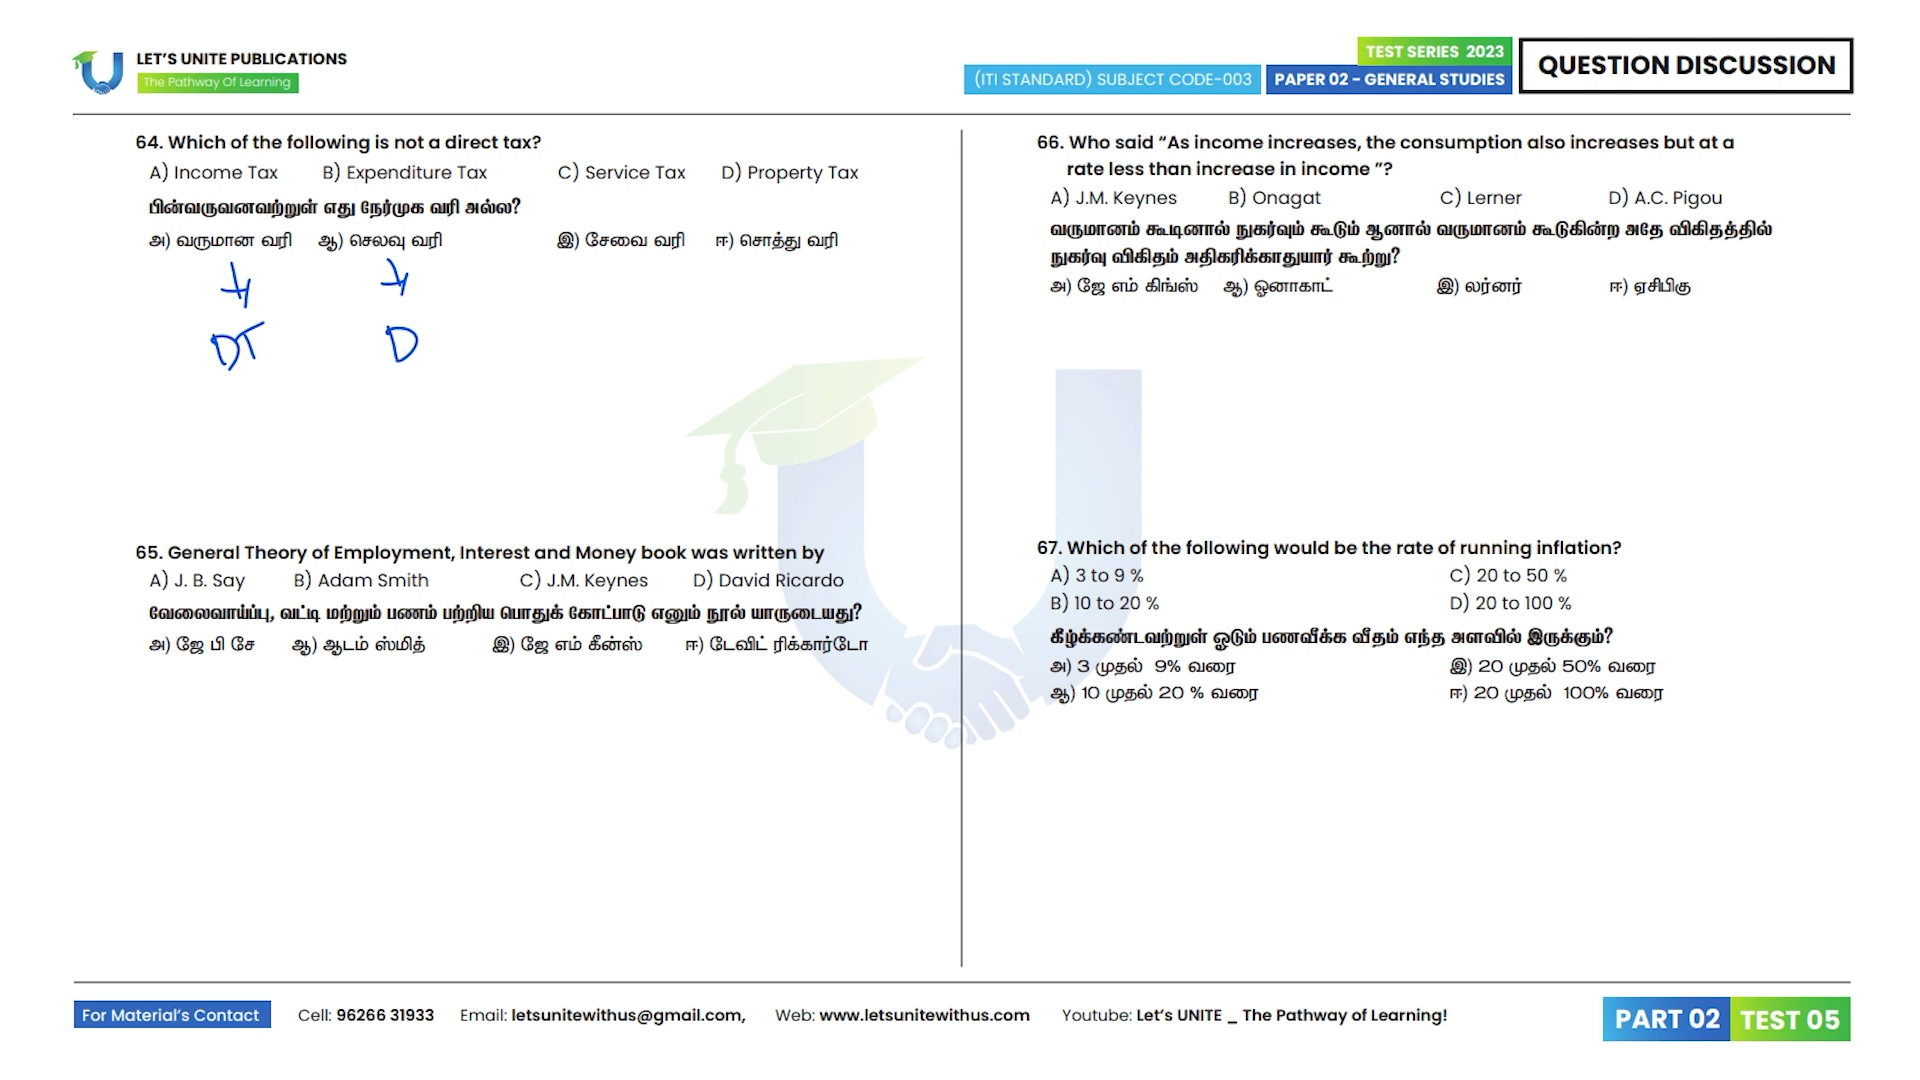 LET'S UNITE PUBLICATIONS
The Pathway Of Learning
TEST SERIES 2023
(ITI STANDARD) SUBJECT CODE-003
PAPER 02 - GENERAL STUDIES
QUESTION DISCUSSION
64. Which of the following is not a direct tax?
A) Income Tax B) Expenditure Tax C) Service Tax D) Property Tax
பின்வருவனவற்றுள் எது நேர்முக வரி அல்ல?
அ) வருமான வரி ஆ) செலவு வரி இ) சேவை வரி ஈ) சொத்து வரி
DT D
65. General Theory of Employment, Interest and Money book was written by
A) J. B. Say B) Adam Smith C) J.M. Keynes D) David Ricardo
வேலைவாய்ப்பு, வட்டி மற்றும் பணம் பற்றிய பொதுக் கோட்பாடு எனும் நூல் யாருடையது?
அ) ஜே பி சே ஆ) ஆடம் ஸ்மித் இ) ஜே எம் கீன்ஸ் ஈ) டேவிட் ரிக்கார்டோ
66. Who said “As income increases, the consumption also increases but at a
rate less than increase in income ”?
A) J.M. Keynes B) Onagat C) Lerner D) A.C. Pigou
வருமானம் கூடினால் நுகர்வும் கூடும் ஆனால் வருமானம் கூடுகின்ற அதே விகிதத்தில்
நுகர்வு விகிதம் அதிகரிக்காதுயார் கூற்று?
அ) ஜே எம் கிங்ஸ் ஆ) ஓனாகாட் இ) லர்னர் ஈ) ஏசிபிகு
67. Which of the following would be the rate of running inflation?
A) 3 to 9 % C) 20 to 50 %
B) 10 to 20 % D) 20 to 100 %
கீழ்க்கண்டவற்றுள் ஓடும் பணவீக்க வீதம் எந்த அளவில் இருக்கும்?
அ) 3 முதல் 9% வரை இ) 20 முதல் 50% வரை
ஆ) 10 முதல் 20 % வரை ஈ) 20 முதல் 100% வரை
For Material's Contact Cell: 96266 31933 Email: letsunitewithus@gmail.com, Web: www.letsunitewithus.com Youtube: Let's UNITE _ The Pathway of Learning!
PART 02 TEST 05